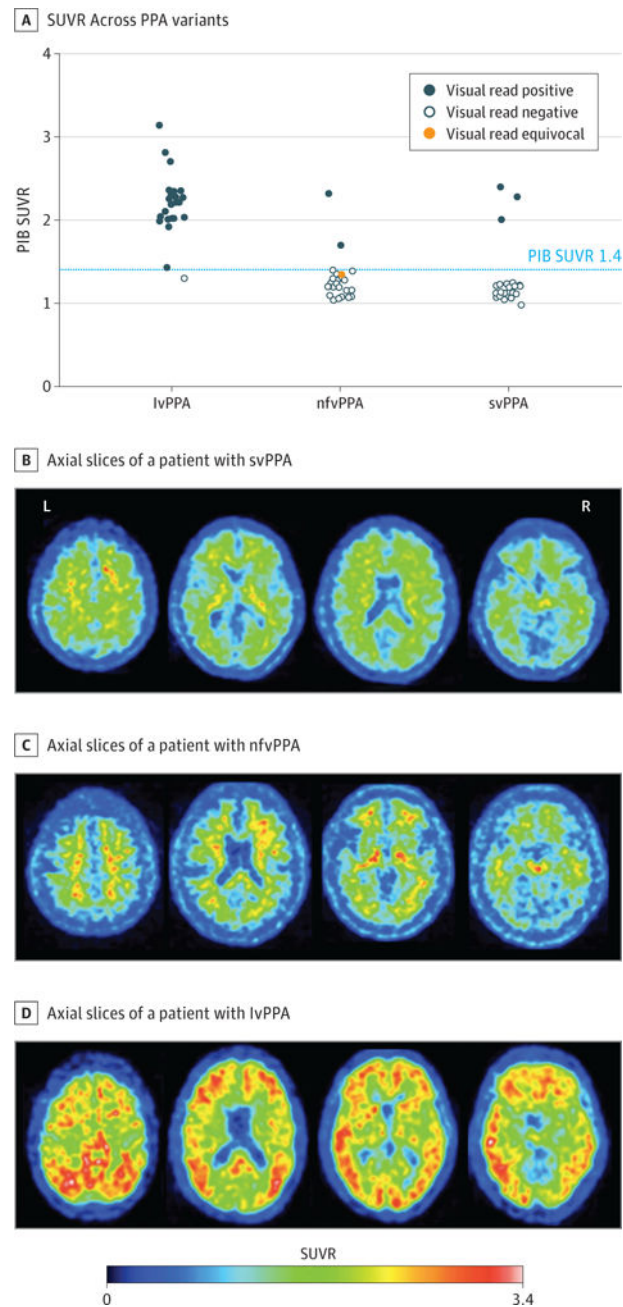 A SUVR Across PPA variants
4
Visual read positive
Visual read negative
Visual read equivocal
3
PIB SUVR
2
PIB SUVR 1.4
1
0
lvPPA nfvPPA svPPA
B Axial slices of a patient with svPPA
L R
C Axial slices of a patient with nfvPPA
D Axial slices of a patient with lvPPA
SUVR
0 3.4